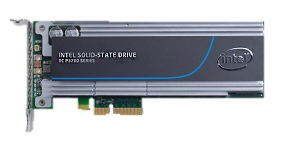 INTEL SOLID-STATE DRIVE
DC P3700 SERIES
intel